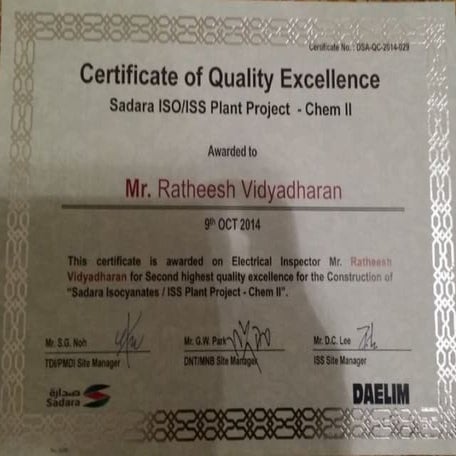 Certificate No. : DSA-QC-2014-029
Certificate of Quality Excellence
Sadara ISO/ISS Plant Project - Chem II
Awarded to
Mr. Ratheesh Vidyadharan
9th OCT 2014
This certificate is awarded on Electrical Inspector Mr. Ratheesh
Vidyadharan for Second highest quality excellence for the Construction of
“Sadara Isocyanates / ISS Plant Project - Chem II”.
Mr. S.G. Noh
TDI/PMDI Site Manager
Mr. G.W. Park
DNT/MNB Site Manager
Mr. D.C. Lee
ISS Site Manager
صدارة
Sadara
DAELIM